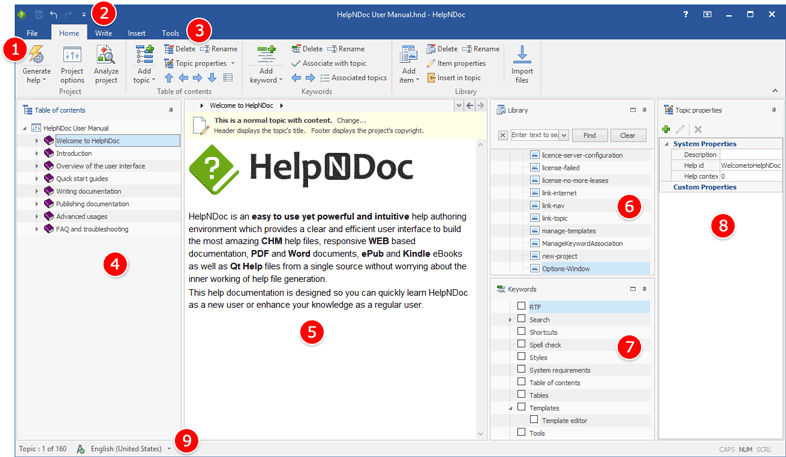 HelpNDoc User Manual.hnd - HelpNDoc
2
File Home Write Insert Tools
3
1
Generate help
Project options
Analyze project
Project
Add topic
Delete Rename
Topic properties
Table of contents
Add keyword
Delete Rename
Associate with topic
Associated topics
Keywords
Add item
Delete Rename
Item properties
Insert in topic
Library
Import files
Table of contents
HelpNDoc User Manual
Welcome to HelpNDoc
Introduction
Overview of the user interface
Quick start guides
Writing documentation
Publishing documentation
Advanced usages
FAQ and troubleshooting
4
Welcome to HelpNDoc
This is a normal topic with content. Change...
Header displays the topic's title. Footer displays the project's copyright.
HelpNDoc
HelpNDoc is an easy to use yet powerful and intuitive help authoring
environment which provides a clear and efficient user interface to build
the most amazing CHM help files, responsive WEB based
documentation, PDF and Word documents, ePub and Kindle eBooks
as well as Qt Help files from a single source without worrying about the
inner working of help file generation.
This help documentation is designed so you can quickly learn HelpNDoc
as a new user or enhance your knowledge as a regular user.
5
Library
Enter text to sea Find Clear
licence-server-configuration
license-failed
license-no-more-leases
link-internet
link-nav
link-topic
manage-templates
ManageKeywordAssociation
new-project
Options-Window
6
Keywords
RTF
Search
Shortcuts
Spell check
Styles
System requirements
Table of contents
Tables
Templates
Template editor
Tools
7
Topic properties
System Properties
Description
Help id WelcometoHelpNDoc
Help contex 0
Custom Properties
8
Topic : 1 of 160 English (United States)
9
CAPS NUM SCRL